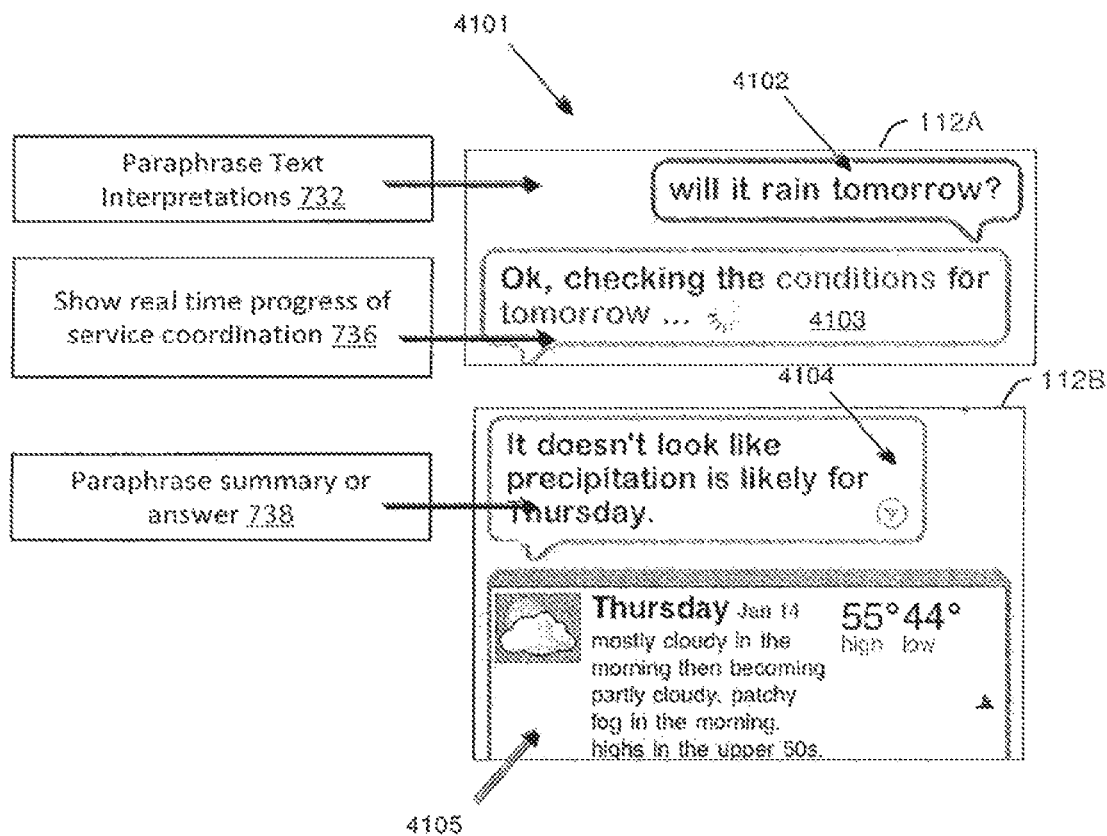 4101
4102
112A
Paraphrase Text
Interpretations 732
will it rain tomorrow?
Show real time progress of
service coordination 736
Ok, checking the conditions for
tomorrow ... 4103
4104
112B
Paraphrase summary or
answer 738
It doesn't look like
precipitation is likely for
Thursday.
Thursday Jan 14
55° 44°
high low
mostly cloudy in the
morning then becoming
partly cloudy. patchy
fog in the morning.
highs in the upper 50s.
4105